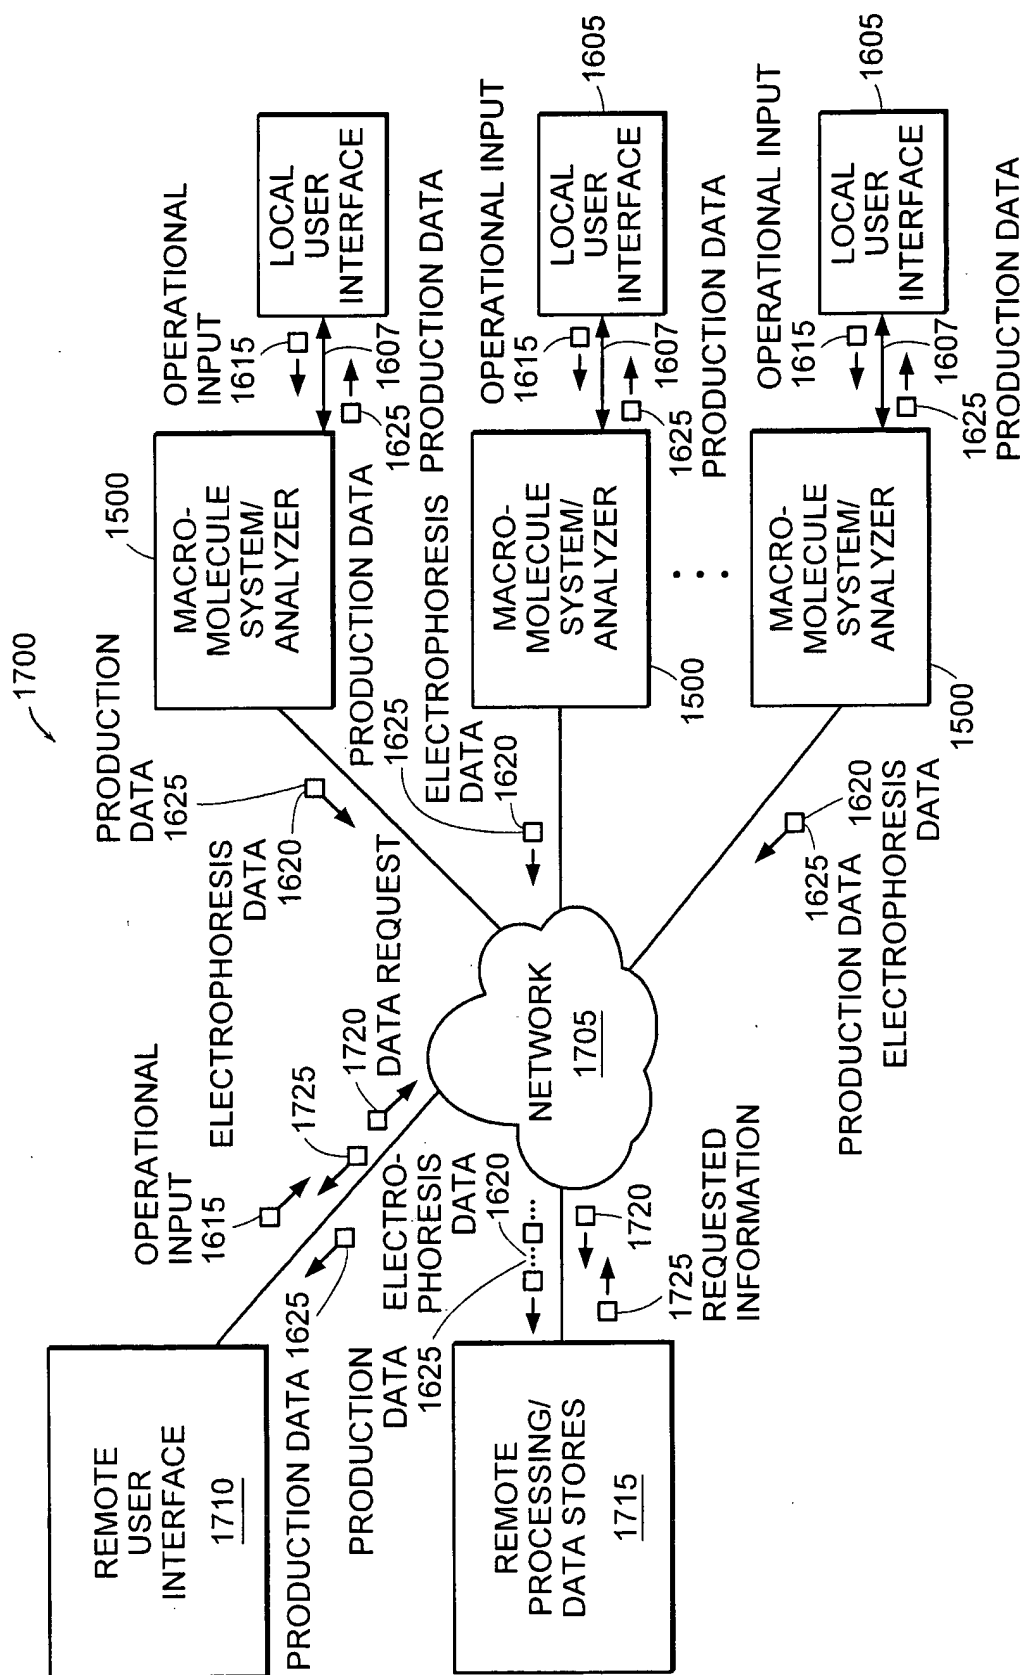 1700
REMOTE
USER
INTERFACE
1710
PRODUCTION DATA 1625
OPERATIONAL
INPUT
1615
1725
1720
DATA REQUEST
PRODUCTION
DATA
1625
ELECTROPHORESIS
DATA
1620
1500
MACRO-
MOLECULE
SYSTEM/
ANALYZER
OPERATIONAL
INPUT
1615
1607
1625
PRODUCTION DATA
LOCAL
USER
INTERFACE
REMOTE
PROCESSING/
DATA STORES
1715
PRODUCTION
DATA
1625
ELECTRO-
PHORESIS
DATA
1620
1720
1725
REQUESTED
INFORMATION
NETWORK
1705
PRODUCTION DATA
1625
ELECTROPHORESIS
DATA
1620
MACRO-
MOLECULE
SYSTEM/
ANALYZER
1500
OPERATIONAL INPUT
1615
1607
1625
PRODUCTION DATA
LOCAL
USER
INTERFACE
1605
1620
1625
PRODUCTION DATA
ELECTROPHORESIS
DATA
MACRO-
MOLECULE
SYSTEM/
ANALYZER
1500
OPERATIONAL INPUT
1615
1607
1625
PRODUCTION DATA
LOCAL
USER
INTERFACE
1605